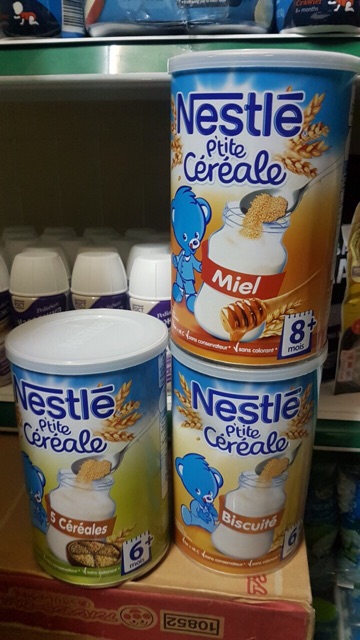 Nestlé
P'tite
Céréale
Miel
sans conservateur*
sans colorant*
8+
mois
Nestlé
P'tite
Céréale
5 Céréales
6+
mois
Nestlé
P'tite
Céréale
Biscuité
6
10852